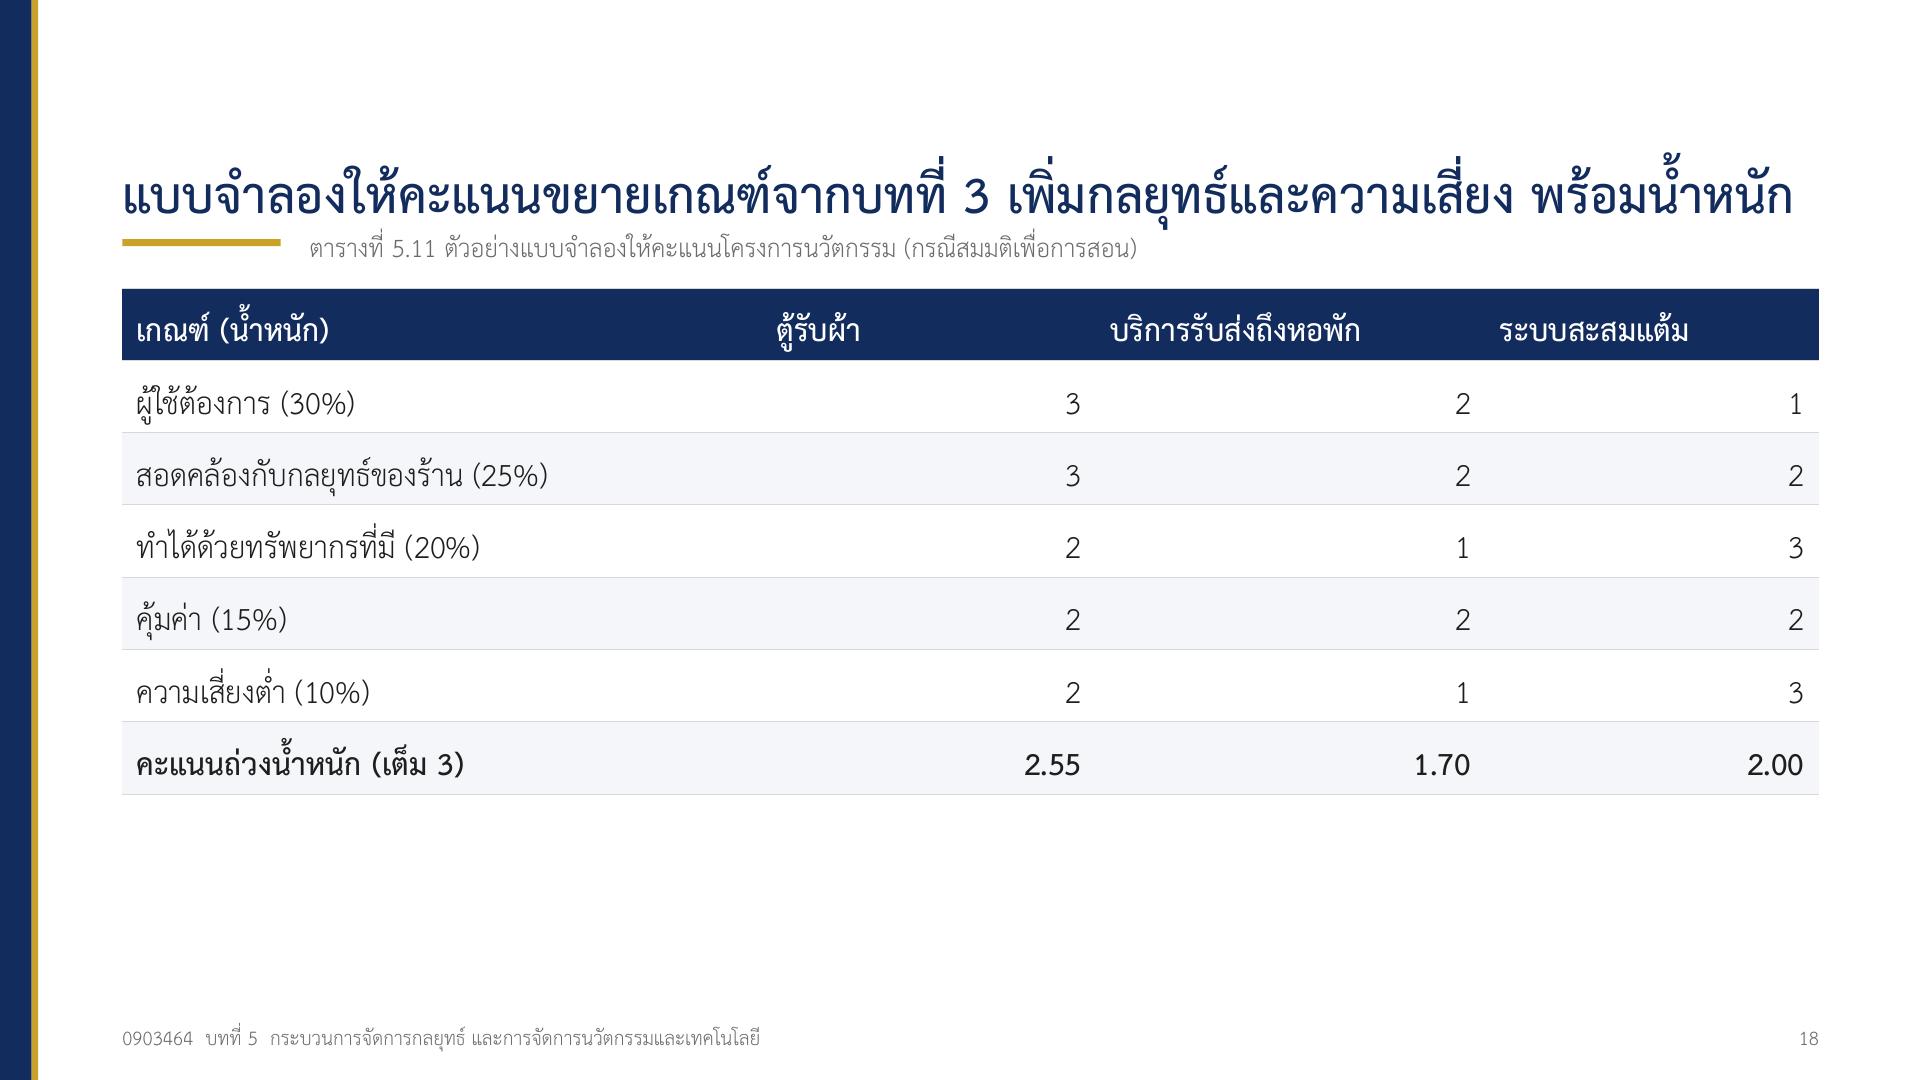 แบบจำลองให้คะแนนขยายเกณฑ์จากบทที่ 3 เพิ่มกลยุทธ์และความเสี่ยง พร้อมน้ำหนัก
ตารางที่ 5.11 ตัวอย่างแบบจำลองให้คะแนนโครงการนวัตกรรม (กรณีสมมติเพื่อการสอน)
เกณฑ์ (น้ำหนัก) ตู้รับผ้า บริการรับส่งถึงหอพัก ระบบสะสมแต้ม
ผู้ใช้ต้องการ (30%) 3 2 1
สอดคล้องกับกลยุทธ์ของร้าน (25%) 3 2 2
ทำได้ด้วยทรัพยากรที่มี (20%) 2 1 3
คุ้มค่า (15%) 2 2 2
ความเสี่ยงต่ำ (10%) 2 1 3
คะแนนถ่วงน้ำหนัก (เต็ม 3) 2.55 1.70 2.00
0903464 บทที่ 5 กระบวนการจัดการกลยุทธ์ และการจัดการนวัตกรรมและเทคโนโลยี 18